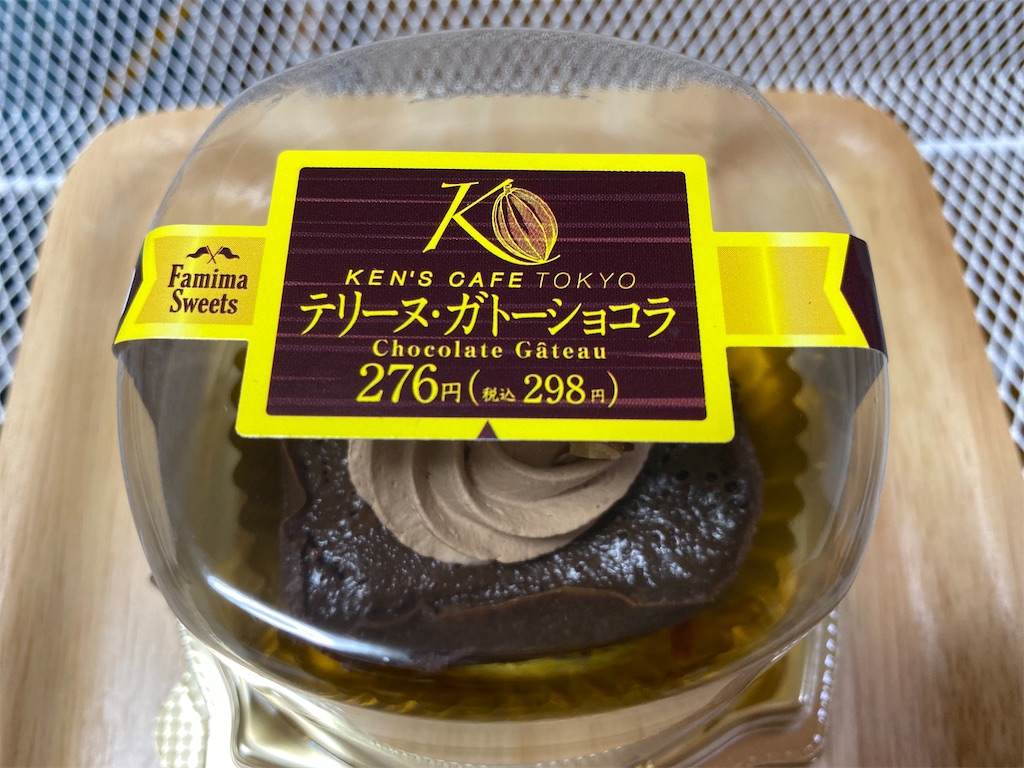 K
KEN'S CAFE TOKYO
Famima
Sweets
テリーヌ・ガトーショコラ
Chocolate Gâteau
276円(税込 298円)